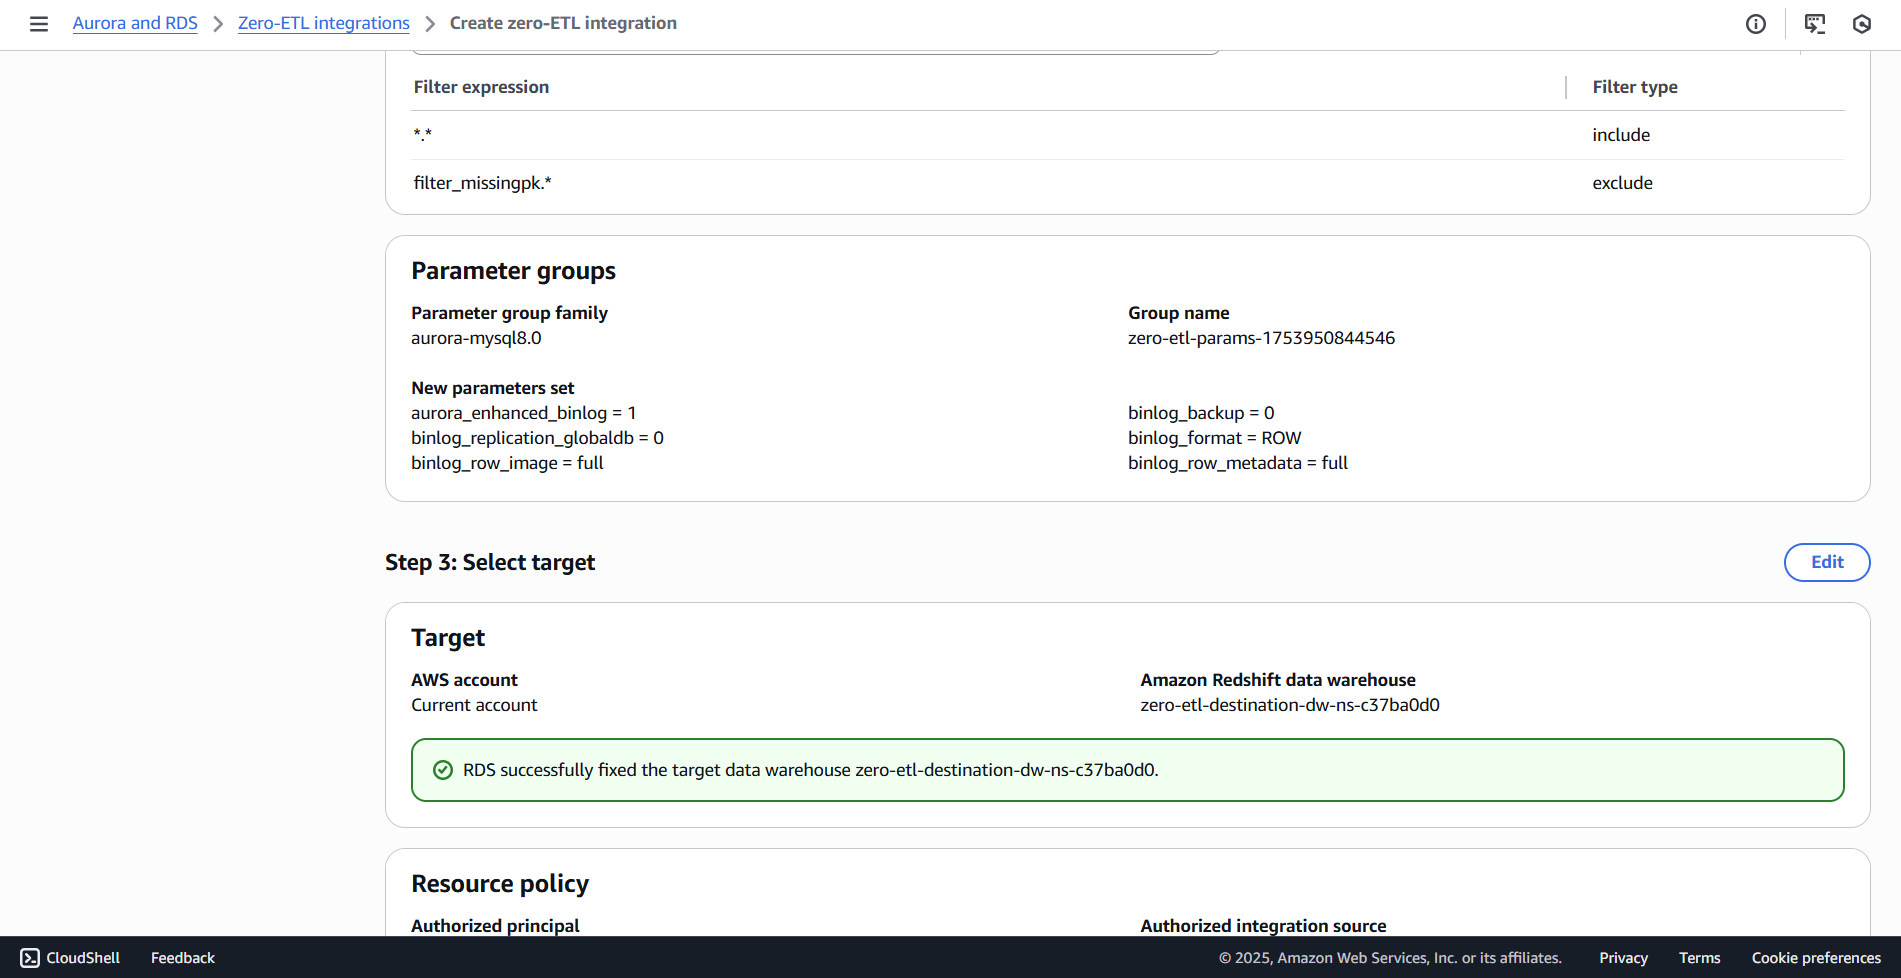 Aurora and RDS > Zero-ETL integrations > Create zero-ETL integration
Filter expression Filter type
*.* include
filter_missingpk.* exclude
Parameter groups
Parameter group family Group name
aurora-mysql8.0 zero-etl-params-1753950844546
New parameters set
aurora_enhanced_binlog = 1 binlog_backup = 0
binlog_replication_globaldb = 0 binlog_format = ROW
binlog_row_image = full binlog_row_metadata = full
Step 3: Select target Edit
Target
AWS account Amazon Redshift data warehouse
Current account zero-etl-destination-dw-ns-c37ba0d0
RDS successfully fixed the target data warehouse zero-etl-destination-dw-ns-c37ba0d0.
Resource policy
Authorized principal Authorized integration source
CloudShell Feedback © 2025, Amazon Web Services, Inc. or its affiliates. Privacy Terms Cookie preferences